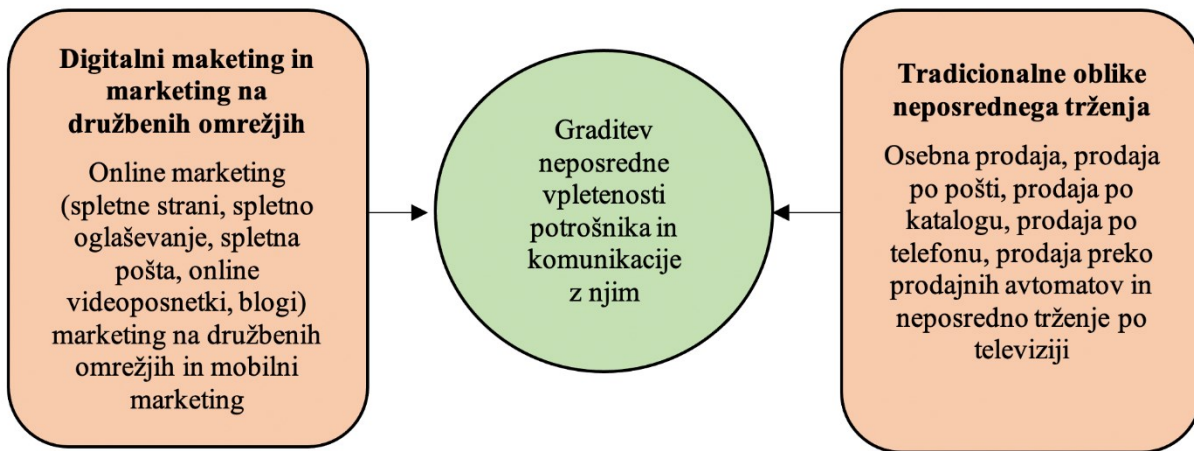 Digitalni maketing in
marketing na
družbenih omrežjih
Online marketing
(spletne strani, spletno
oglaševanje, spletna
pošta, online
videoposnetki, blogi)
marketing na družbenih
omrežjih in mobilni
marketing
Graditev
neposredne
vpletenosti
potrošnika in
komunikacije
z njim
Tradicionalne oblike
neposrednega trženja
Osebna prodaja, prodaja
po pošti, prodaja po
katalogu, prodaja po
telefonu, prodaja preko
prodajnih avtomatov in
neposredno trženje po
televiziji